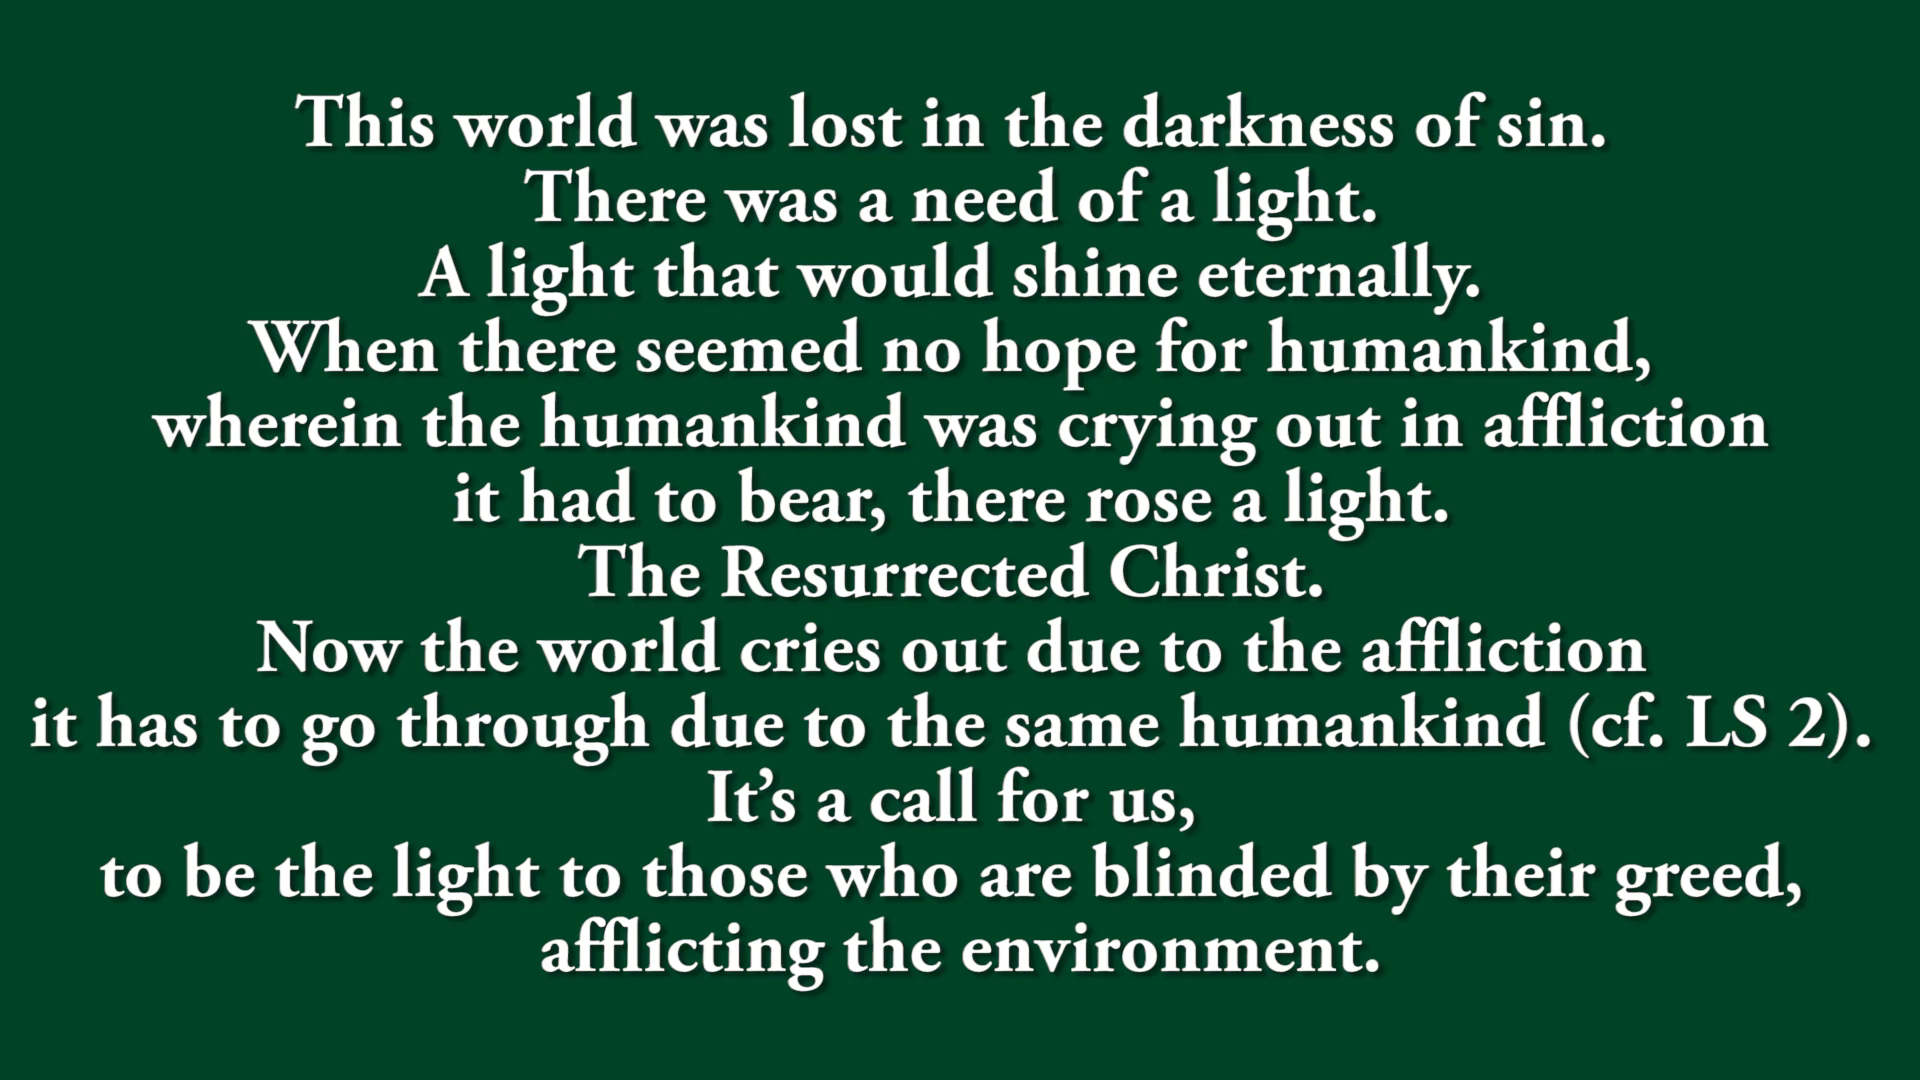 This world was lost in the darkness of sin.
There was a need of a light.
A light that would shine eternally.
When there seemed no hope for humankind,
wherein the humankind was crying out in affliction
it had to bear, there rose a light.
The Resurrected Christ.
Now the world cries out due to the affliction
it has to go through due to the same humankind (cf. LS 2).
It’s a call for us,
to be the light to those who are blinded by their greed,
afflicting the environment.